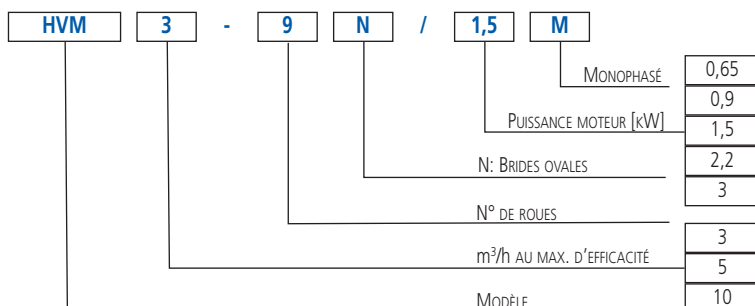 HVM 3 - 9 N / 1,5 M
MONOPHASÉ
0,65
0,9
PUISSANCE MOTEUR [KW]
1,5
2,2
N: BRIDES OVALES
3
N° DE ROUES
3
m³/h AU MAX. D'EFFICACITÉ
5
10
MODÈLE